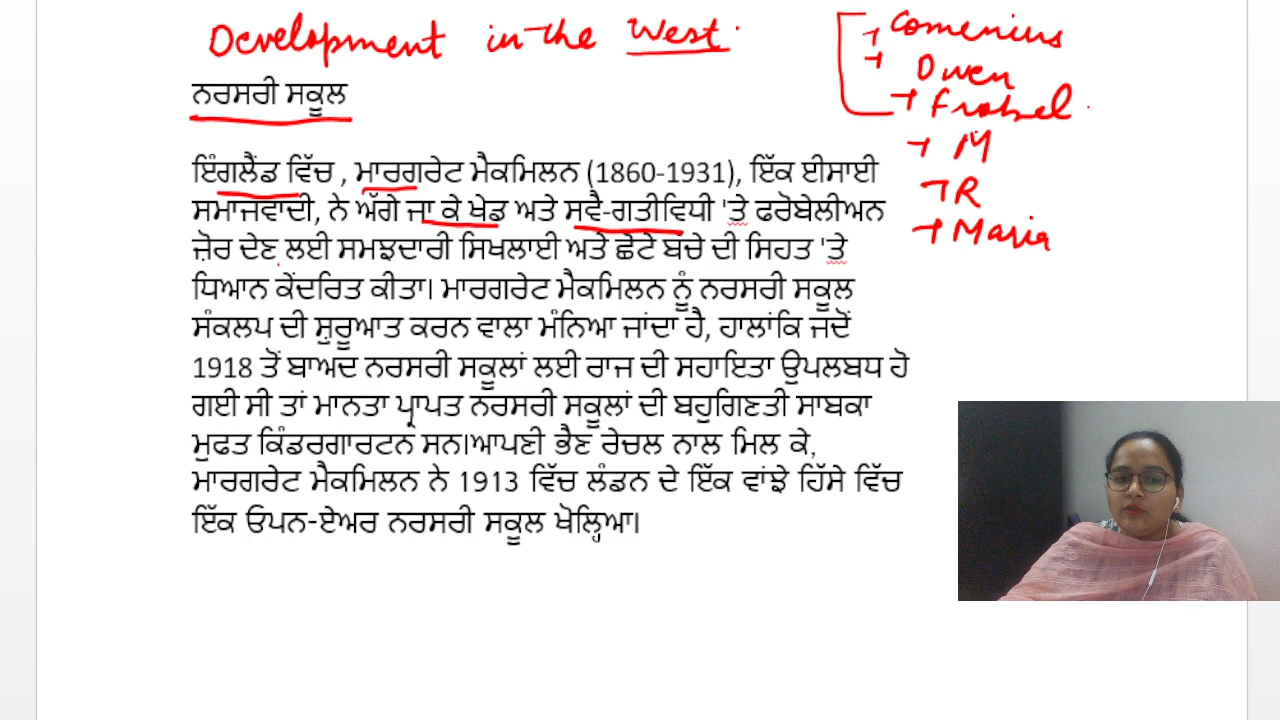 Development in the West.
ਨਰਸਰੀ ਸਕੂਲ
ਇੰਗਲੈਂਡ ਵਿੱਚ , ਮਾਰਗਰੇਟ ਮੈਕਮਿਲਨ (1860-1931), ਇੱਕ ਈਸਾਈ
ਸਮਾਜਵਾਦੀ, ਨੇ ਅੱਗੇ ਜਾ ਕੇ ਖੇਡ ਅਤੇ ਸਵੈ-ਗਤੀਵਿਧੀ 'ਤੇ ਫਰੋਬੇਲੀਅਨ
ਜ਼ੋਰ ਦੇਣ ਲਈ ਸਮਝਦਾਰੀ ਸਿਖਲਾਈ ਅਤੇ ਛੋਟੇ ਬੱਚੇ ਦੀ ਸਿਹਤ 'ਤੇ
ਧਿਆਨ ਕੇਂਦਰਿਤ ਕੀਤਾ। ਮਾਰਗਰੇਟ ਮੈਕਮਿਲਨ ਨੂੰ ਨਰਸਰੀ ਸਕੂਲ
ਸੰਕਲਪ ਦੀ ਸ਼ੁਰੂਆਤ ਕਰਨ ਵਾਲਾ ਮੰਨਿਆ ਜਾਂਦਾ ਹੈ, ਹਾਲਾਂਕਿ ਜਦੋਂ
1918 ਤੋਂ ਬਾਅਦ ਨਰਸਰੀ ਸਕੂਲਾਂ ਲਈ ਰਾਜ ਦੀ ਸਹਾਇਤਾ ਉਪਲਬਧ ਹੋ
ਗਈ ਸੀ ਤਾਂ ਮਾਨਤਾ ਪ੍ਰਾਪਤ ਨਰਸਰੀ ਸਕੂਲਾਂ ਦੀ ਬਹੁਗਿਣਤੀ ਸਾਬਕਾ
ਮੁਫਤ ਕਿੰਡਰਗਾਰਟਨ ਸਨ।ਆਪਣੀ ਭੈਣ ਰੇਚਲ ਨਾਲ ਮਿਲ ਕੇ,
ਮਾਰਗਰੇਟ ਮੈਕਮਿਲਨ ਨੇ 1913 ਵਿੱਚ ਲੰਡਨ ਦੇ ਇੱਕ ਵਾਂਝੇ ਹਿੱਸੇ ਵਿੱਚ
ਇੱਕ ਓਪਨ-ਏਅਰ ਨਰਸਰੀ ਸਕੂਲ ਖੋਲ੍ਹਿਆ।
Comenius
Owen
Frobel
M
R
Maria